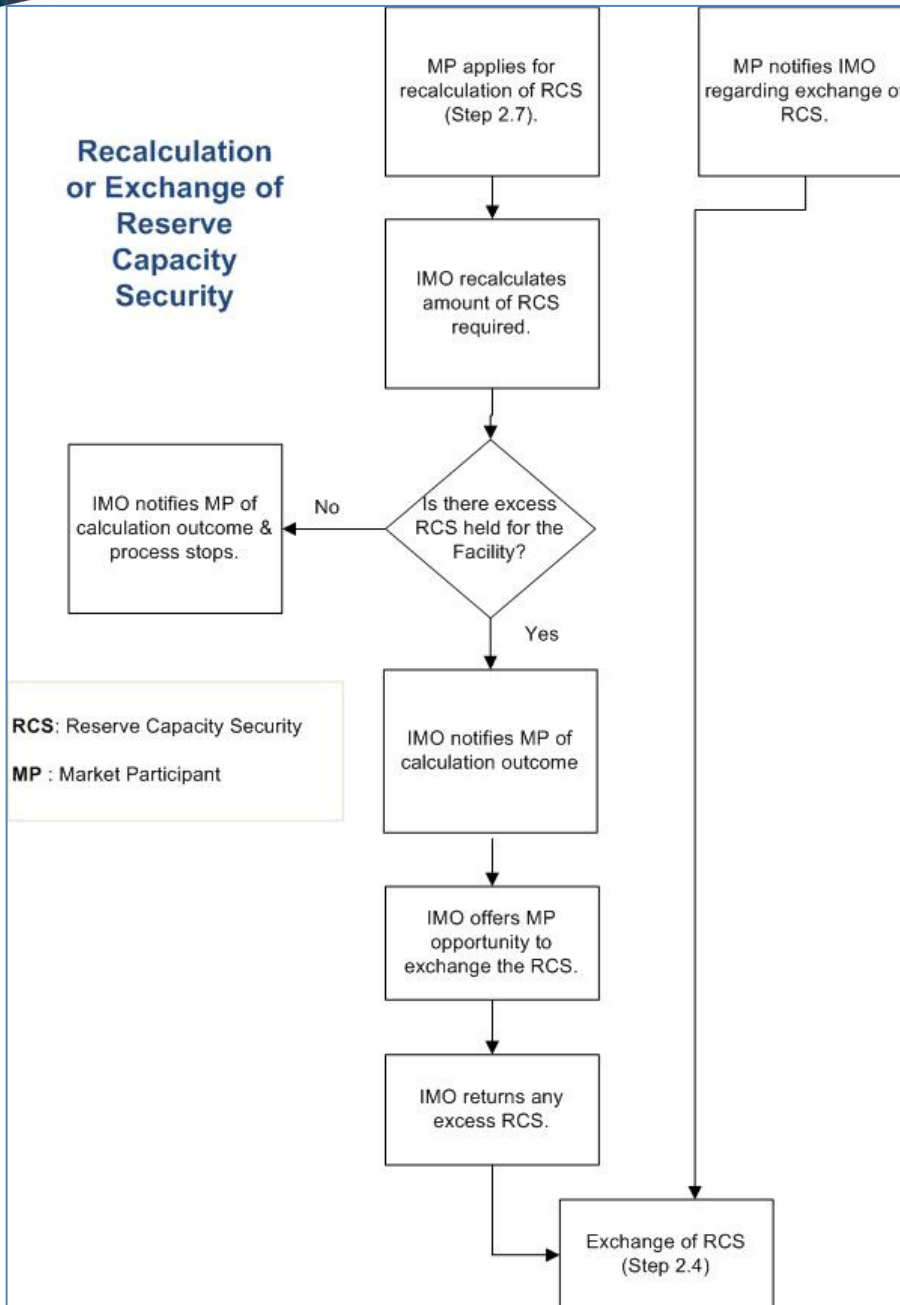 Recalculation
or Exchange of
Reserve
Capacity
Security
MP applies for
recalculation of RCS
(Step 2.7).
MP notifies IMO
regarding exchange of
RCS.
IMO recalculates
amount of RCS
required.
Is there excess
RCS held for the
Facility?
No
IMO notifies MP of
calculation outcome &
process stops.
Yes
RCS: Reserve Capacity Security
MP : Market Participant
IMO notifies MP of
calculation outcome
IMO offers MP
opportunity to
exchange the RCS.
IMO returns any
excess RCS.
Exchange of RCS
(Step 2.4)